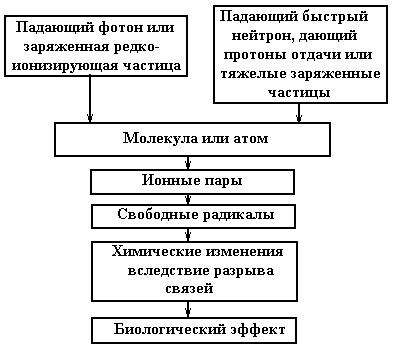 Падающий фотон или
заряженная редко-
ионизирующая частица
Падающий быстрый
нейтрон, дающий
протоны отдачи или
тяжелые заряженные
частицы
Молекула или атом
Ионные пары
Свободные радикалы
Химические изменения
вследствие разрыва
связей
Биологический эффект